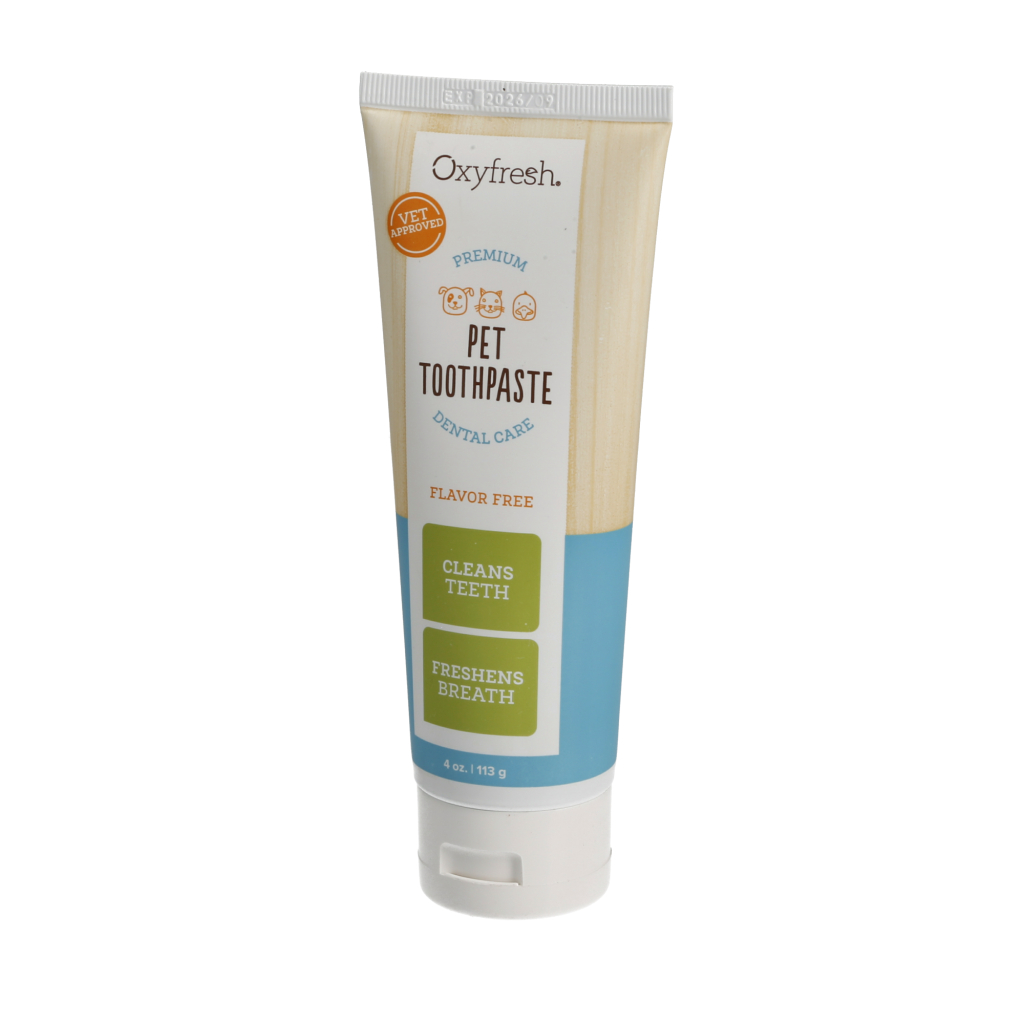 EXP 2026/09
Oxyfresh.
VET
APPROVED
PREMIUM
PET
TOOTHPASTE
DENTAL CARE
FLAVOR FREE
CLEANS
TEETH
FRESHENS
BREATH
4 oz. | 113 g